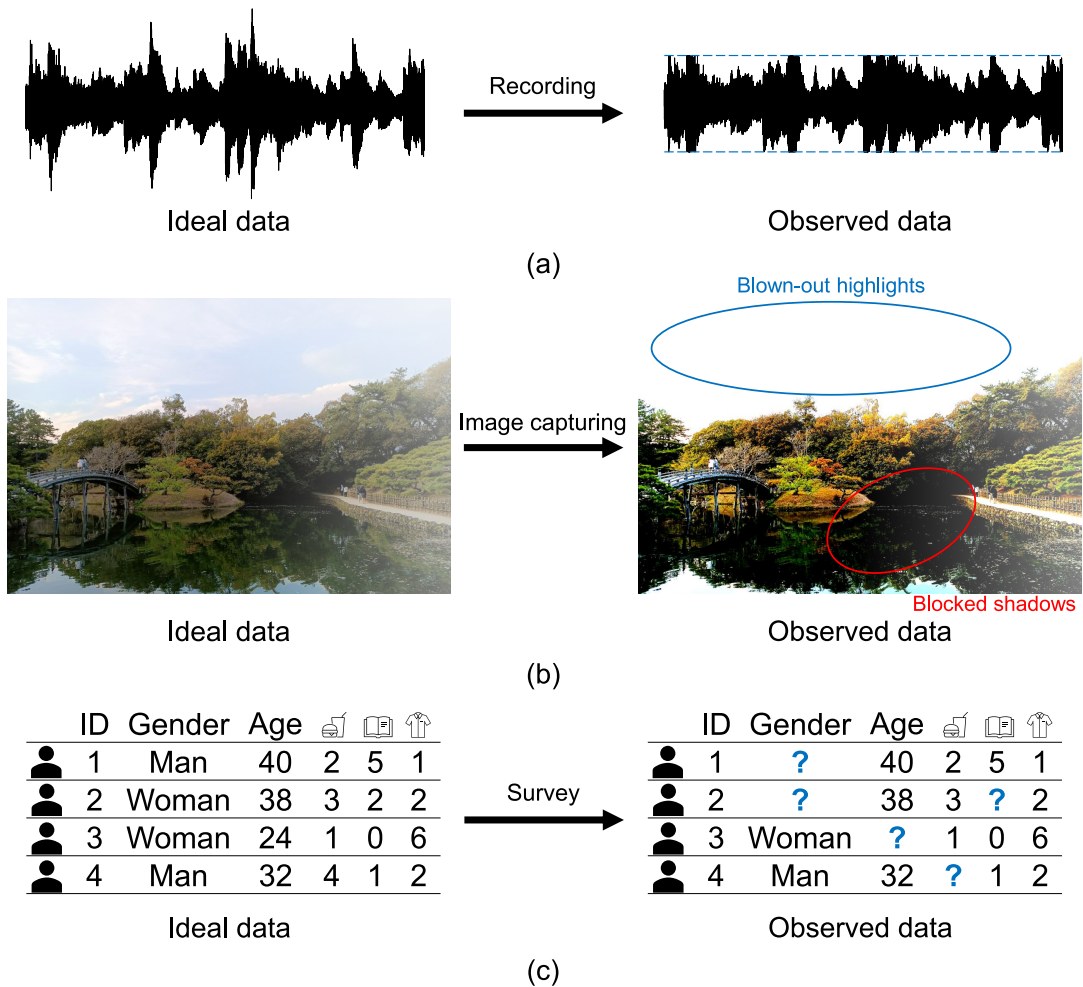 Recording
Ideal data
Observed data
(a)
Blown-out highlights
Image capturing
Blocked shadows
Ideal data
Observed data
(b)
ID Gender Age
1 Man 40 2 5 1
2 Woman 38 3 2 2
3 Woman 24 1 0 6
4 Man 32 4 1 2
Ideal data
Survey
ID Gender Age
1 ? 40 2 5 1
2 ? 38 3 ? 2
3 Woman ? 1 0 6
4 Man 32 ? 1 2
Observed data
(c)